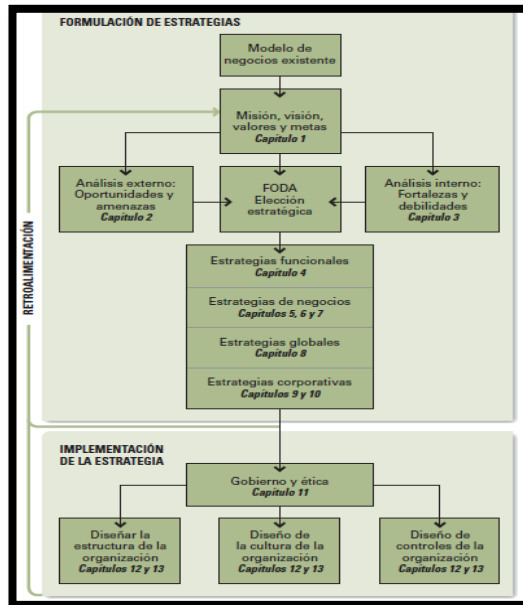 FORMULACIÓN DE ESTRATEGIAS
Modelo de
negocios existente
Misión, visión,
valores y metas
Capítulo 1
Análisis externo:
Oportunidades y
amenazas
Capítulo 2
FODA
Elección
estratégica
Análisis interno:
Fortalezas y
debilidades
Capítulo 3
RETROALIMENTACIÓN
Estrategias funcionales
Capítulo 4
Estrategias de negocios
Capítulos 5, 6 y 7
Estrategias globales
Capítulo 8
Estrategias corporativas
Capítulos 9 y 10
IMPLEMENTACIÓN
DE LA ESTRATEGIA
Gobierno y ética
Capítulo 11
Diseñar la
estructura de la
organización
Capítulos 12 y 13
Diseño de
la cultura de la
organización
Capítulos 12 y 13
Diseño de
controles de la
organización
Capítulos 12 y 13